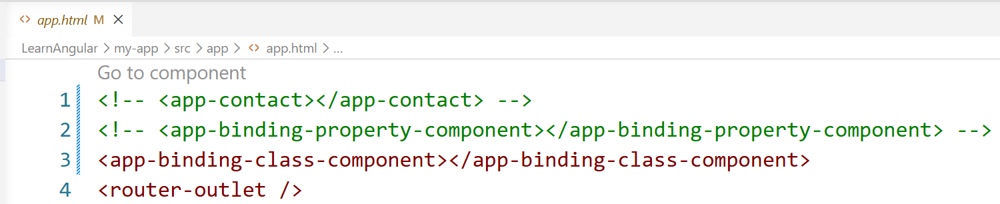 app.html M
LearnAngular > my-app > src > app > <> app.html > ...
Go to component
1 <!-- <app-contact></app-contact> -->
2 <!-- <app-binding-property-component></app-binding-property-component> -->
3 <app-binding-class-component></app-binding-class-component>
4 <router-outlet />